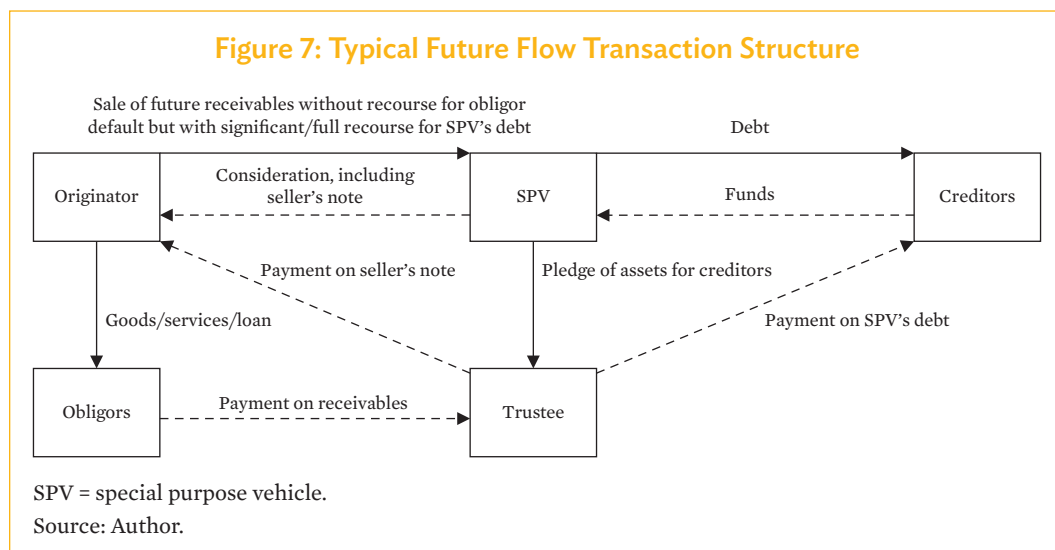 Figure 7: Typical Future Flow Transaction Structure
Sale of future receivables without recourse for obligor
default but with significant/full recourse for SPV's debt
Debt
Originator
Consideration, including
seller's note
SPV
Funds
Creditors
Payment on seller's note
Pledge of assets for creditors
Goods/services/loan
Payment on SPV's debt
Obligors
Payment on receivables
Trustee
SPV = special purpose vehicle.
Source: Author.